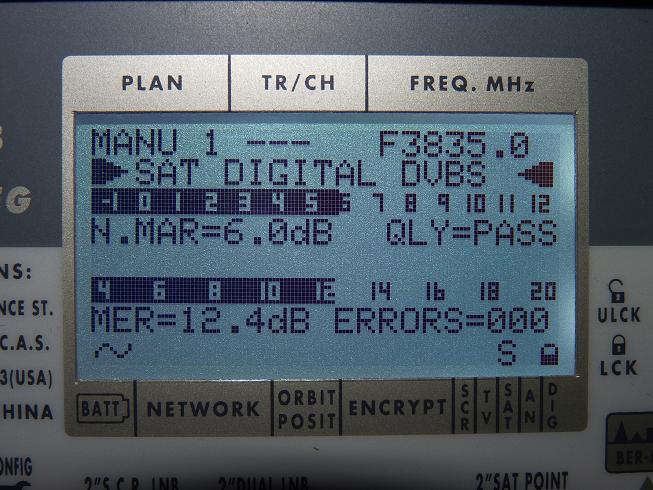 PLAN TR/CH FREQ. MHz
MANU 1 --- F3835.0
SAT DIGITAL DVBS
-1 0 1 2 3 4 5 6 7 8 9 10 11 12
N.MAR=6.0dB QLY=PASS
4 6 8 10 12 14 16 18 20
MER=12.4dB ERRORS=000
~ S
BATT NETWORK ORBIT POSIT ENCRYPT SCR TV SAT AN DIG
NS:
NCE ST.
C.A.S.
3(USA)
HINA
ONFIG
ULCK
LCK
BER-
2"S.C.R. LNB 2"DUAL LNB 2"SAT POINT